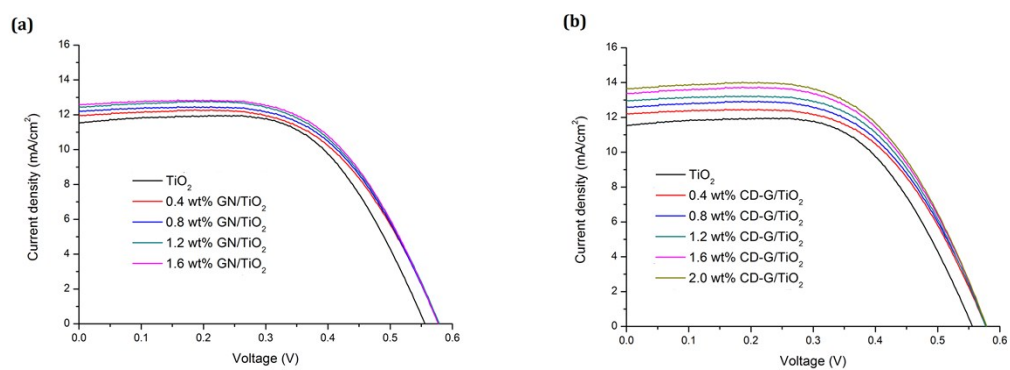 (a)
16
14
12
10
8
6
4
2
0
Current density (mA/cm²)
TiO₂
0.4 wt% GN/TiO₂
0.8 wt% GN/TiO₂
1.2 wt% GN/TiO₂
1.6 wt% GN/TiO₂
0.0 0.1 0.2 0.3 0.4 0.5 0.6
Voltage (V)
(b)
16
14
12
10
8
6
4
2
0
Current density (mA/cm²)
TiO₂
0.4 wt% CD-G/TiO₂
0.8 wt% CD-G/TiO₂
1.2 wt% CD-G/TiO₂
1.6 wt% CD-G/TiO₂
2.0 wt% CD-G/TiO₂
0.0 0.1 0.2 0.3 0.4 0.5 0.6
Voltage (V)